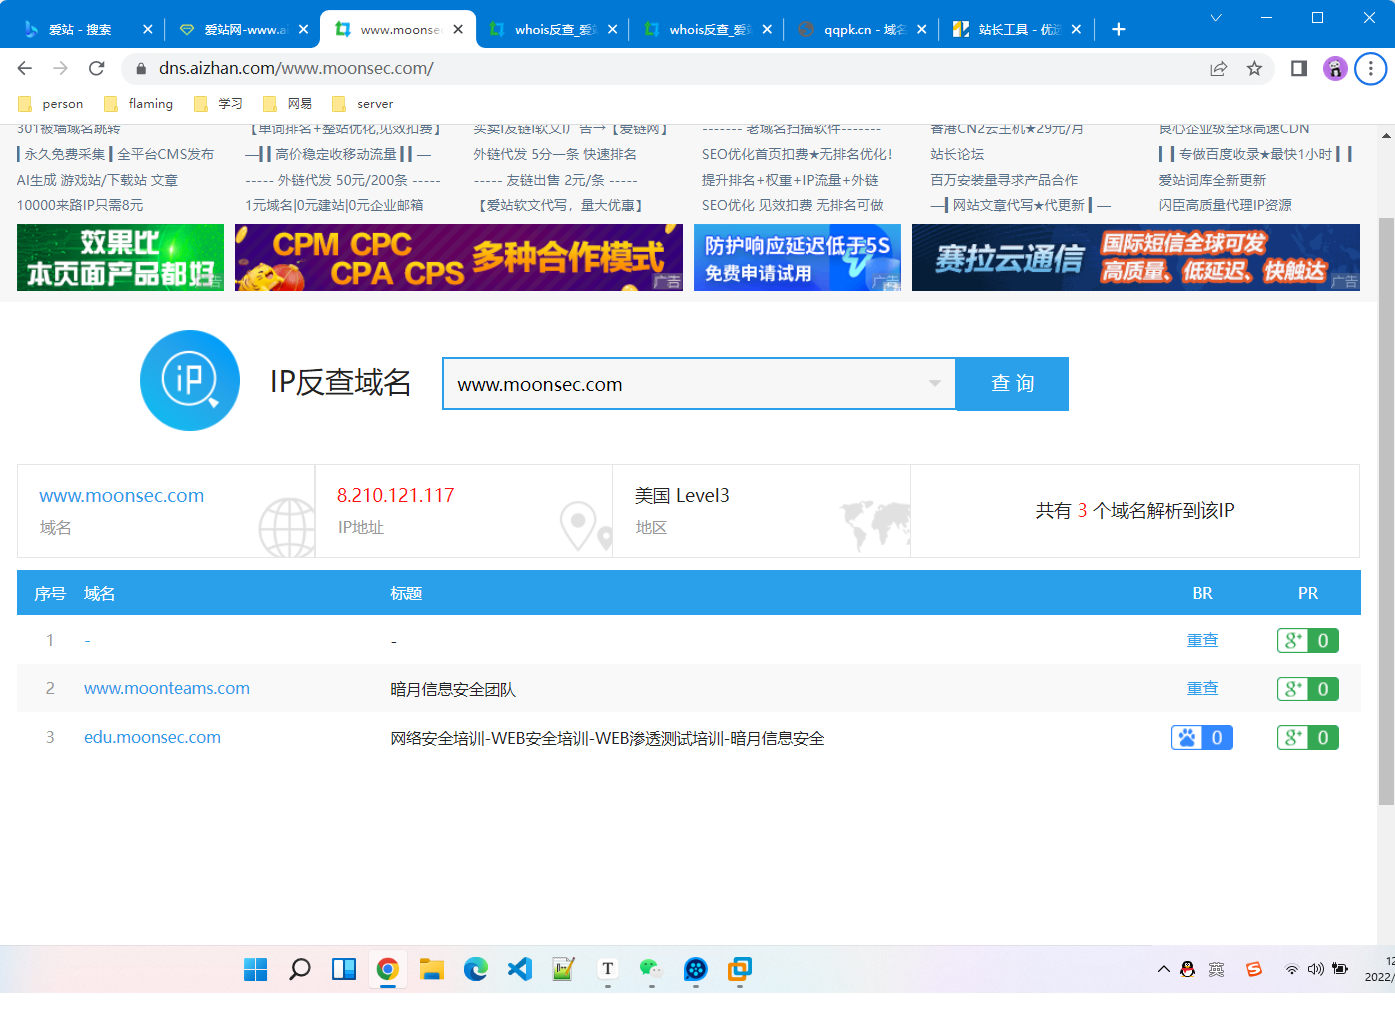 爱站 - 搜索
爱站网-www.ai
www.moonsec
whois反查_爱站
whois反查_爱站
qqpk.cn - 域名
站长工具 - 优选
dns.aizhan.com/www.moonsec.com/
person
flaming
学习
网易
server
301被墙域名跳转
【单词排名+整站优化,见效扣费】
买卖I友链I软文I广告→【爱链网】
------- 老域名扫描软件-------
香港CN2云主机★29元/月
良心企业级全球高速CDN
┃永久免费采集┃全平台CMS发布
—┃┃高价稳定收移动流量┃┃—
外链代发 5分一条 快速排名
SEO优化首页扣费★无排名优化!
站长论坛
┃┃专做百度收录★最快1小时┃┃
AI生成 游戏站/下载站 文章
----- 外链代发 50元/200条 -----
----- 友链出售 2元/条 -----
提升排名+权重+IP流量+外链
百万安装量寻求产品合作
爱站词库全新更新
10000来路IP只需8元
1元域名|0元建站|0元企业邮箱
【爱站软文代写，量大优惠】
SEO优化 见效扣费 无排名可做
—┃网站文章代写★代更新┃—
闪臣高质量代理IP资源
效果比
本页面产品都好
广告
CPM CPC
CPA CPS
多种合作模式
广告
防护响应延迟低于5S
免费申请试用
广告
赛拉云通信
国际短信全球可发
高质量、低延迟、快触达
广告
iP
IP反查域名
www.moonsec.com
查 询
www.moonsec.com
域名
8.210.121.117
IP地址
美国 Level3
地区
共有 3 个域名解析到该IP
序号 域名 标题 BR PR
1 - - 重查 g+ 0
2 www.moonteams.com 暗月信息安全团队 重查 g+ 0
3 edu.moonsec.com 网络安全培训-WEB安全培训-WEB渗透测试培训-暗月信息安全 0 g+ 0
T
英
S
12
2022/